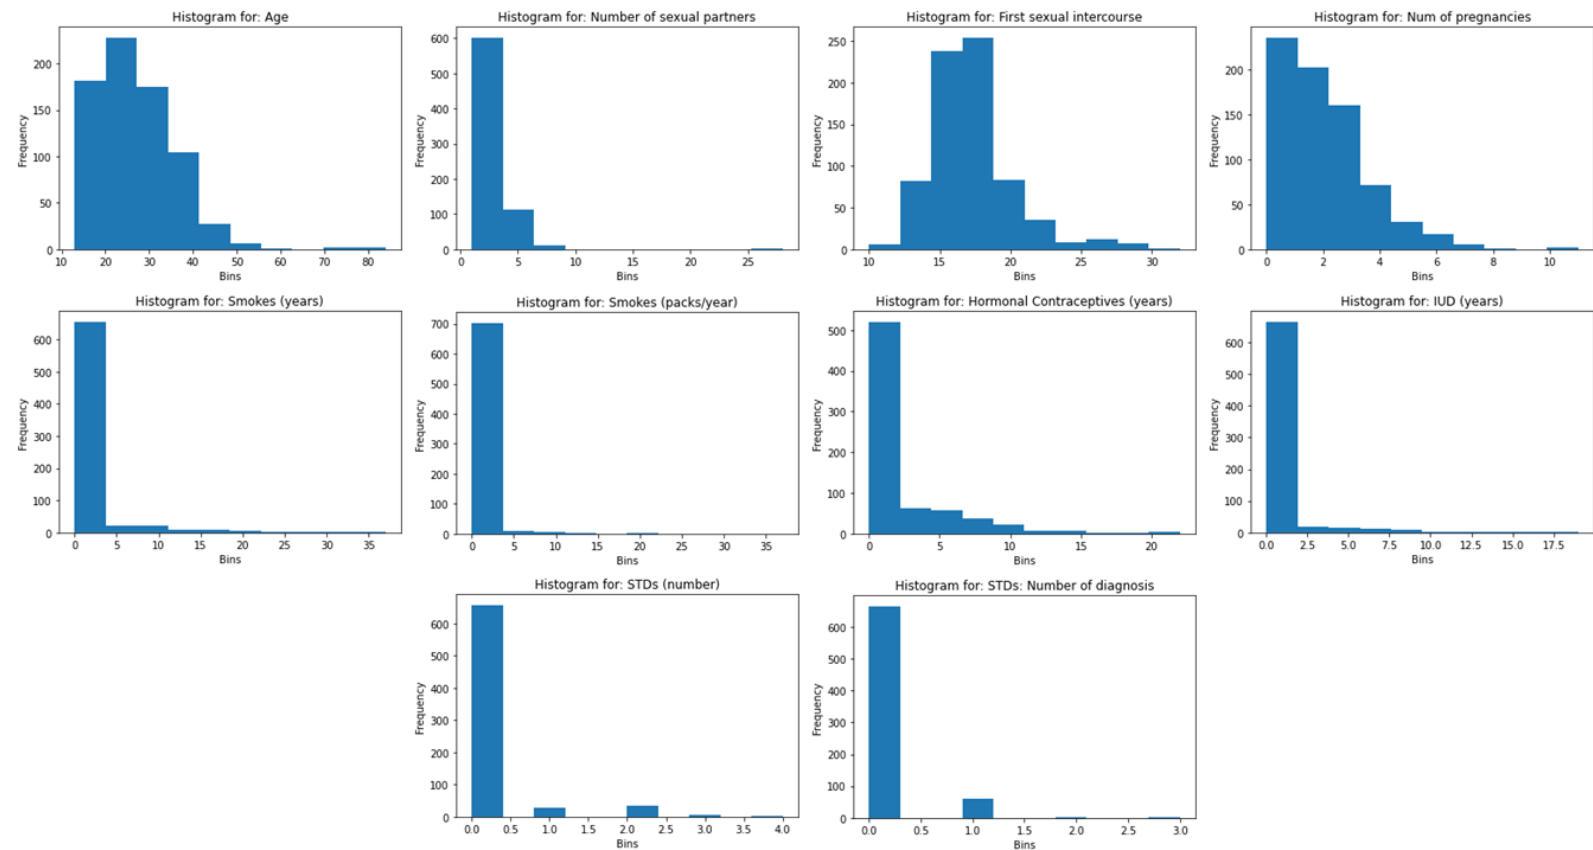 Histogram for: Age
Frequency
200
150
100
50
0
10 20 30 40 50 60 70 80
Bins
Histogram for: Number of sexual partners
Frequency
600
500
400
300
200
100
0
0 5 10 15 20 25
Bins
Histogram for: First sexual intercourse
Frequency
250
200
150
100
50
0
10 15 20 25 30
Bins
Histogram for: Num of pregnancies
Frequency
200
150
100
50
0
0 2 4 6 8 10
Bins
Histogram for: Smokes (years)
Frequency
600
500
400
300
200
100
0
0 5 10 15 20 25 30 35
Bins
Histogram for: Smokes (packs/year)
Frequency
700
600
500
400
300
200
100
0
0 5 10 15 20 25 30 35
Bins
Histogram for: Hormonal Contraceptives (years)
Frequency
500
400
300
200
100
0
0 5 10 15 20
Bins
Histogram for: IUD (years)
Frequency
600
500
400
300
200
100
0
0.0 2.5 5.0 7.5 10.0 12.5 15.0 17.5
Bins
Histogram for: STDs (number)
Frequency
600
500
400
300
200
100
0
0.0 0.5 1.0 1.5 2.0 2.5 3.0 3.5 4.0
Bins
Histogram for: STDs: Number of diagnosis
Frequency
600
500
400
300
200
100
0
0.0 0.5 1.0 1.5 2.0 2.5 3.0
Bins